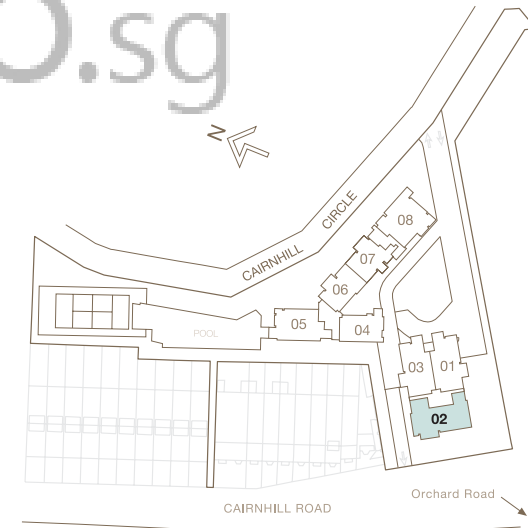 O.sg
N
CAIRNHILL CIRCLE
08
07
06
05
04
POOL
03
01
02
Orchard Road
CAIRNHILL ROAD